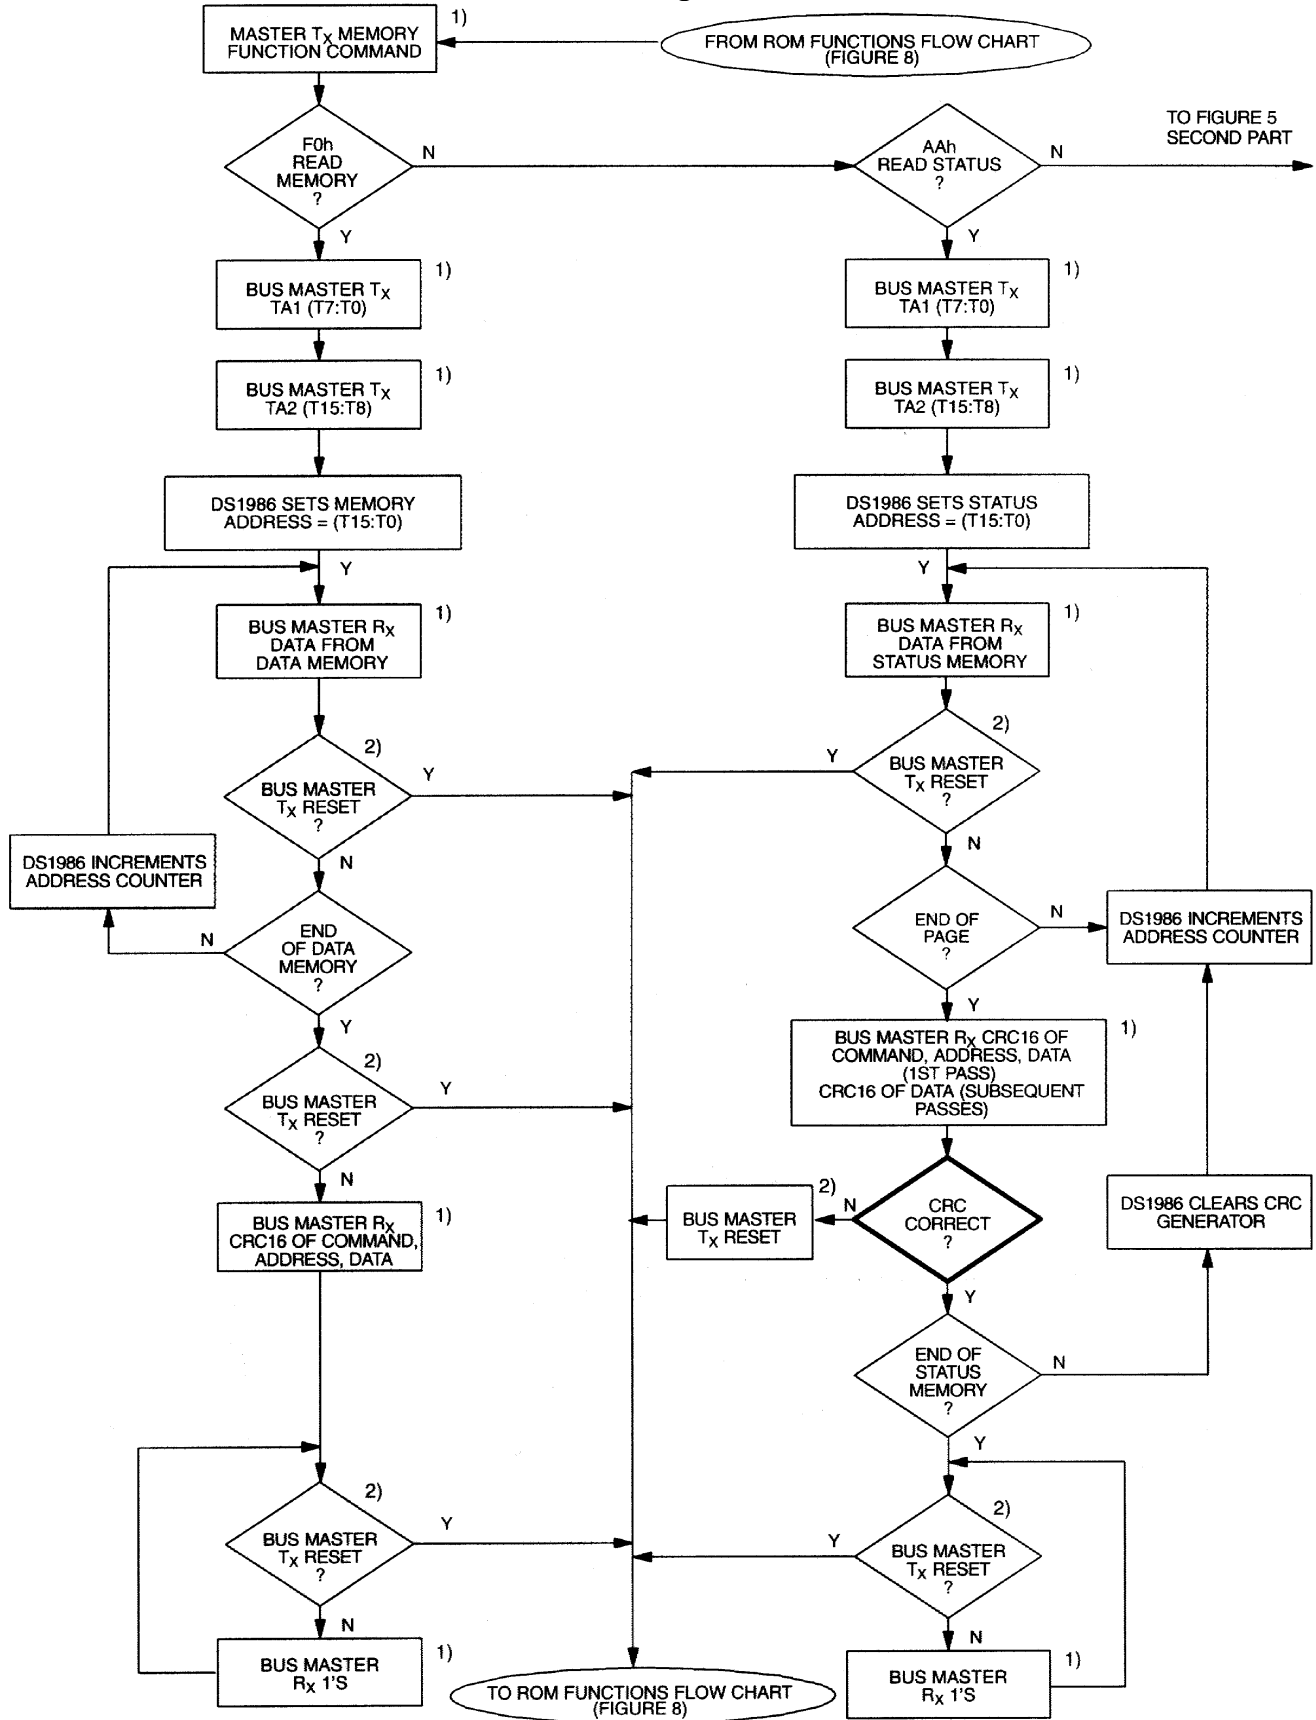 MASTER TX MEMORY
FUNCTION COMMAND
1)
FROM ROM FUNCTIONS FLOW CHART
(FIGURE 8)
F0h
READ
MEMORY
?
N
Y
AAh
READ STATUS
?
N
Y
TO FIGURE 5
SECOND PART
BUS MASTER TX
TA1 (T7:T0)
1)
BUS MASTER TX
TA1 (T7:T0)
1)
BUS MASTER TX
TA2 (T15:T8)
1)
BUS MASTER TX
TA2 (T15:T8)
1)
DS1986 SETS MEMORY
ADDRESS = (T15:T0)
Y
DS1986 SETS STATUS
ADDRESS = (T15:T0)
Y
BUS MASTER RX
DATA FROM
DATA MEMORY
1)
BUS MASTER RX
DATA FROM
STATUS MEMORY
1)
BUS MASTER
TX RESET
?
2)
Y
N
BUS MASTER
TX RESET
?
2)
Y
N
DS1986 INCREMENTS
ADDRESS COUNTER
END
OF DATA
MEMORY
?
N
Y
END OF
PAGE
?
N
Y
DS1986 INCREMENTS
ADDRESS COUNTER
BUS MASTER
TX RESET
?
2)
Y
N
BUS MASTER RX CRC16 OF
COMMAND, ADDRESS, DATA
(1ST PASS)
CRC16 OF DATA (SUBSEQUENT
PASSES)
1)
BUS MASTER RX
CRC16 OF COMMAND,
ADDRESS, DATA
1)
BUS MASTER
TX RESET
2)
N
CRC
CORRECT
?
Y
DS1986 CLEARS CRC
GENERATOR
END OF
STATUS
MEMORY
?
N
Y
BUS MASTER
TX RESET
?
2)
Y
N
BUS MASTER
TX RESET
?
2)
Y
N
BUS MASTER
RX 1'S
1)
TO ROM FUNCTIONS FLOW CHART
(FIGURE 8)
BUS MASTER
RX 1'S
1)